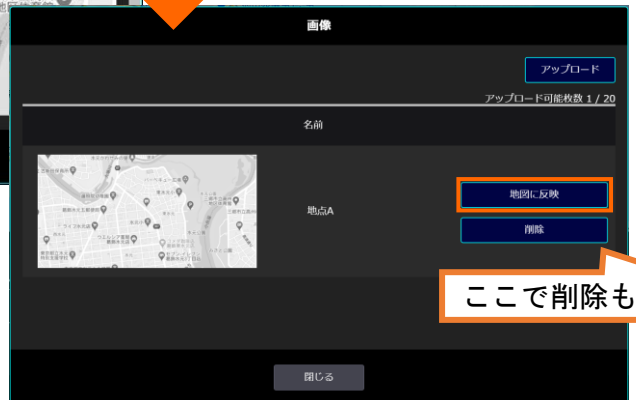 画像
アップロード
アップロード可能枚数 1 / 20
名前
地点A
地図に反映
削除
ここで削除も
閉じる